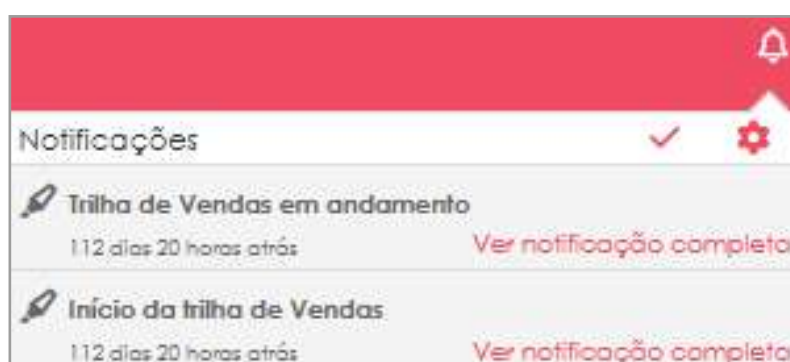 Notificações
Trilha de Vendas em andamento
112 dias 20 horas atrás
Ver notificação completa
Início da trilha de Vendas
112 dias 20 horas atrás
Ver notificação completa